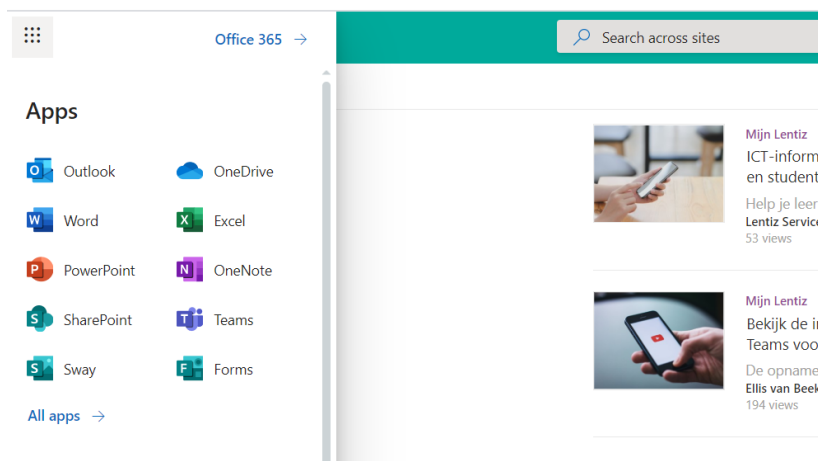 Office 365
Search across sites
Apps
Outlook
OneDrive
Word
Excel
PowerPoint
OneNote
SharePoint
Teams
Sway
Forms
All apps
Mijn Lentiz
ICT-inform
en student
Help je leer
Lentiz Service
53 views
Mijn Lentiz
Bekijk de i
Teams voo
De opname
Ellis van Beek
194 views